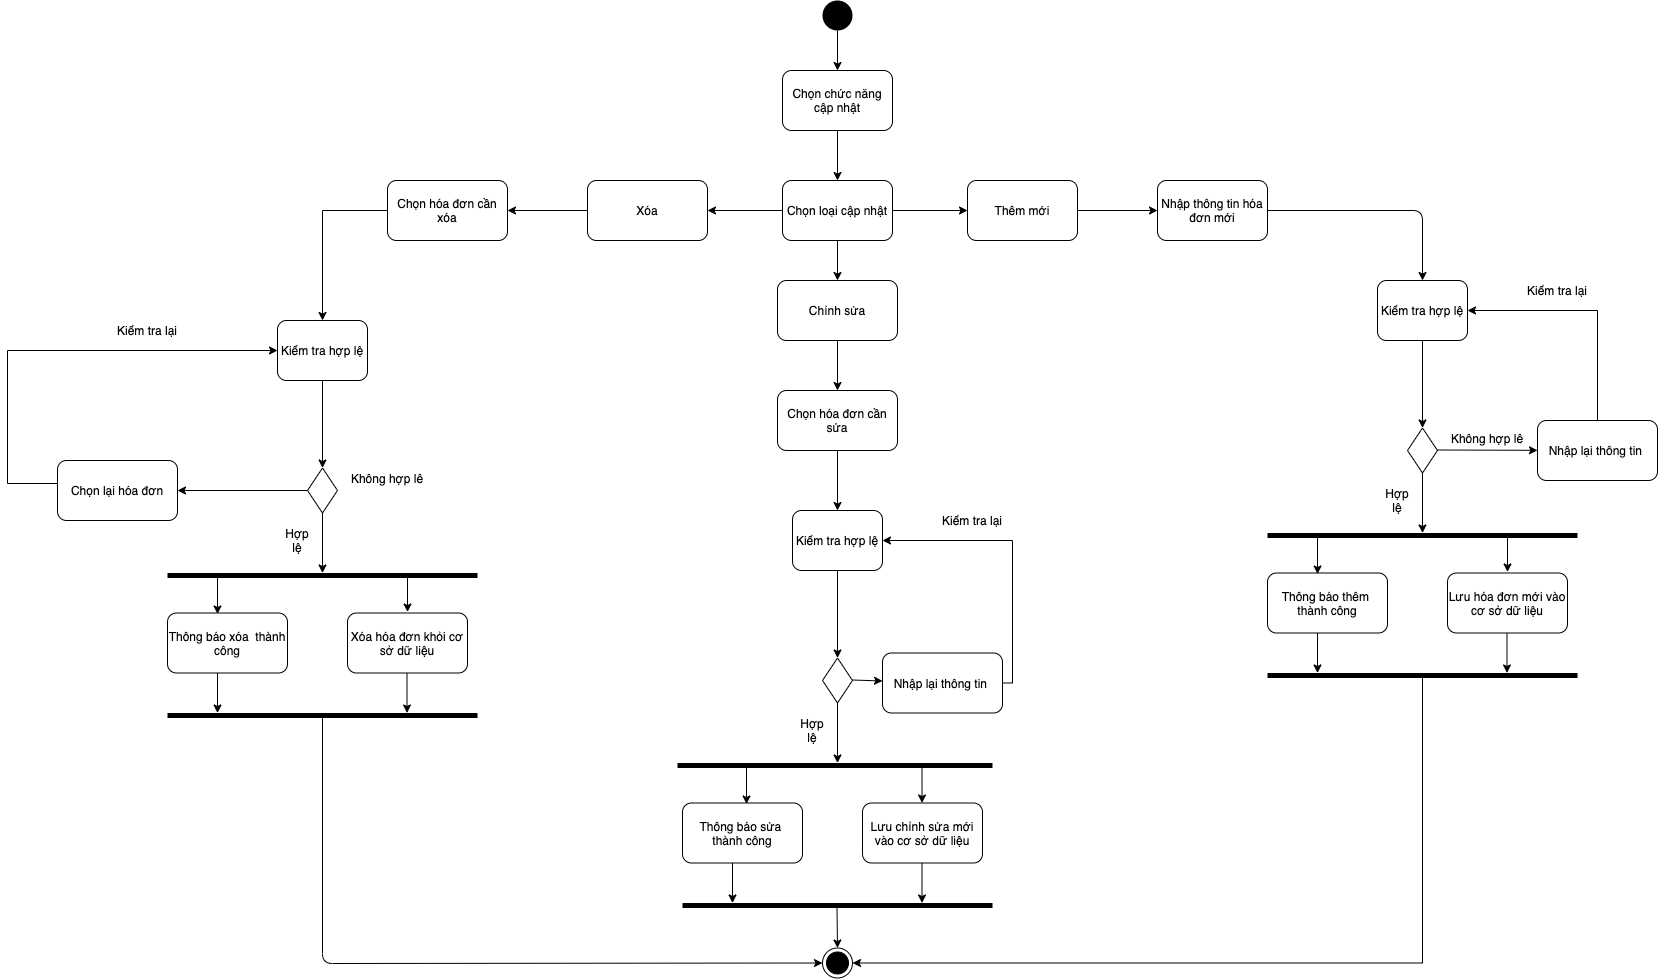 Chọn chức năng
cập nhật
Chọn hóa đơn cần
xóa
Xóa
Chọn loại cập nhật
Thêm mới
Nhập thông tin hóa
đơn mới
Chỉnh sửa
Kiểm tra hợp lệ
Kiểm tra lại
Kiểm tra lại
Kiểm tra hợp lệ
Chọn hóa đơn cần
sửa
Không hợp lê
Nhập lại thông tin
Chọn lại hóa đơn
Không hợp lê
Hợp
lệ
Hợp
lệ
Kiểm tra hợp lệ
Kiểm tra lại
Thông báo thêm
thành công
Lưu hóa đơn mới vào
cơ sở dữ liệu
Thông báo xóa  thành
công
Xóa hóa đơn khỏi cơ
sở dữ liệu
Nhập lại thông tin
Hợp
lệ
Thông báo sửa
thành công
Lưu chỉnh sửa mới
vào cơ sở dữ liệu